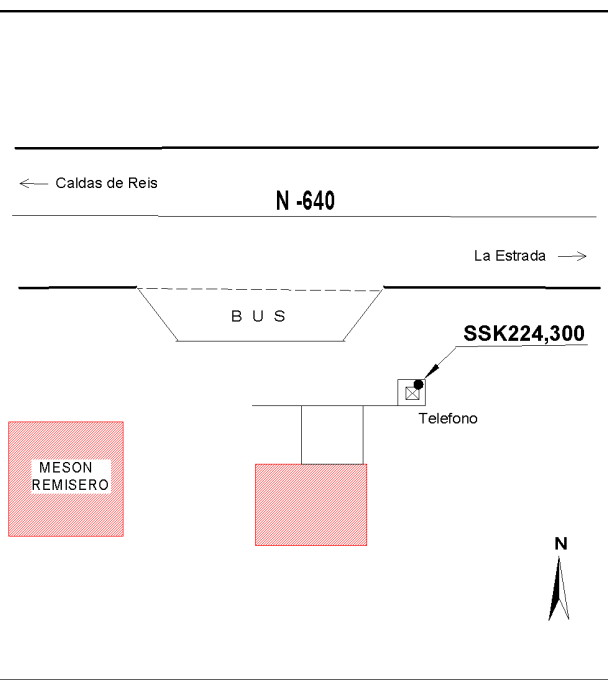 Caldas de Reis
N -640
La Estrada
B U S
SSK224,300
Telefono
MESON
REMISERO
N